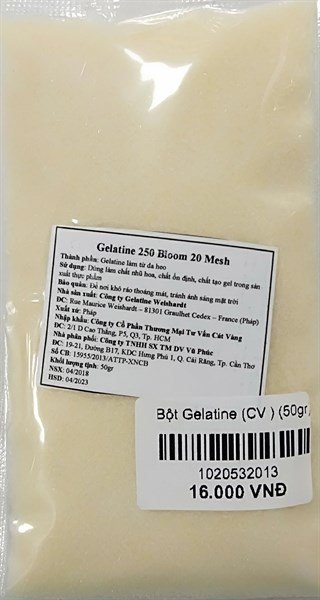 Gelatine 250 Bloom 20 Mesh
Thành phần: Gelatine làm từ da heo
Sử dụng: Dùng làm chất nhũ hoa, chất ổn định, chất tạo gel trong sản
xuất thực phẩm
Bảo quản: Để nơi khô ráo thoáng mát, tránh ánh sáng mặt trời
Nhà sản xuất: Công ty Gelatine Weishardt
ĐC: Rue Maurice Weishardt – 81301 Graulhet Cedex – France (Pháp)
Xuất xứ: Pháp
Nhập khẩu: Công ty Cổ Phần Thương Mại Tư Vấn Cát Vàng
ĐC: 2/1 D Cao Thắng, P5, Q3, Tp. HCM
Nhà phân phối: Công ty TNHH SX TM DV Vũ Phúc
ĐC: 19-21, Đường B17, KDC Hưng Phú 1, Q. Cái Răng, Tp. Cần Thơ
Số CB: 15955/2013/ATTP-XNCB
Khối lượng tịnh: 50gr
NSX: 04/2018
HSD: 04/2023
Bột Gelatine (CV ) (50gr
1020532013
16.000 VNĐ